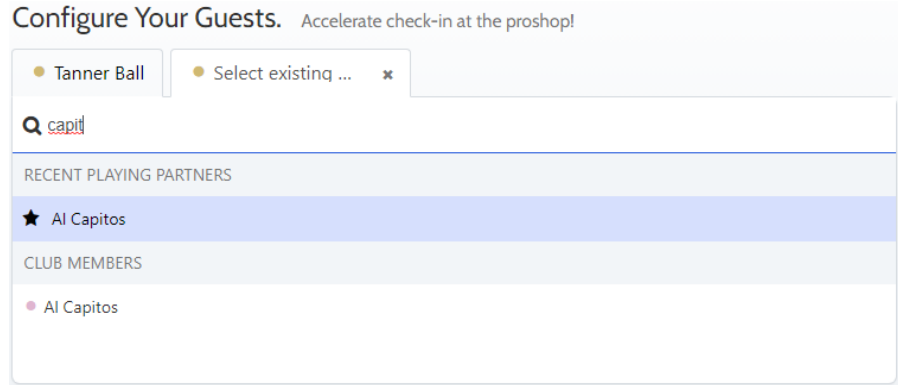 Configure Your Guests. Accelerate check-in at the proshop!
Tanner Ball Select existing ... ×
capit
RECENT PLAYING PARTNERS
Al Capitos
CLUB MEMBERS
Al Capitos